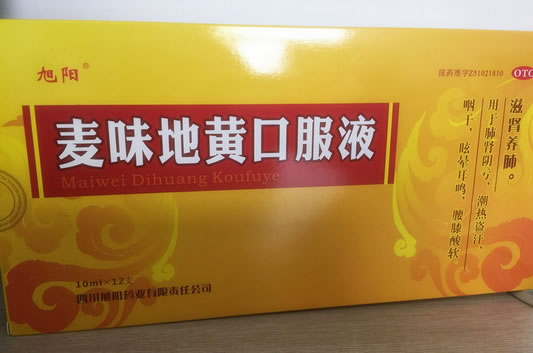 旭阳®
国药准字Z51021810
OTC
麦味地黄口服液
Maiwei Dihuang Koufuye
滋肾养肺。
用于肺肾阴亏、潮热盗汗、
咽干、眩晕耳鸣、腰膝酸软
10ml×12支
四川旭阳药业有限责任公司